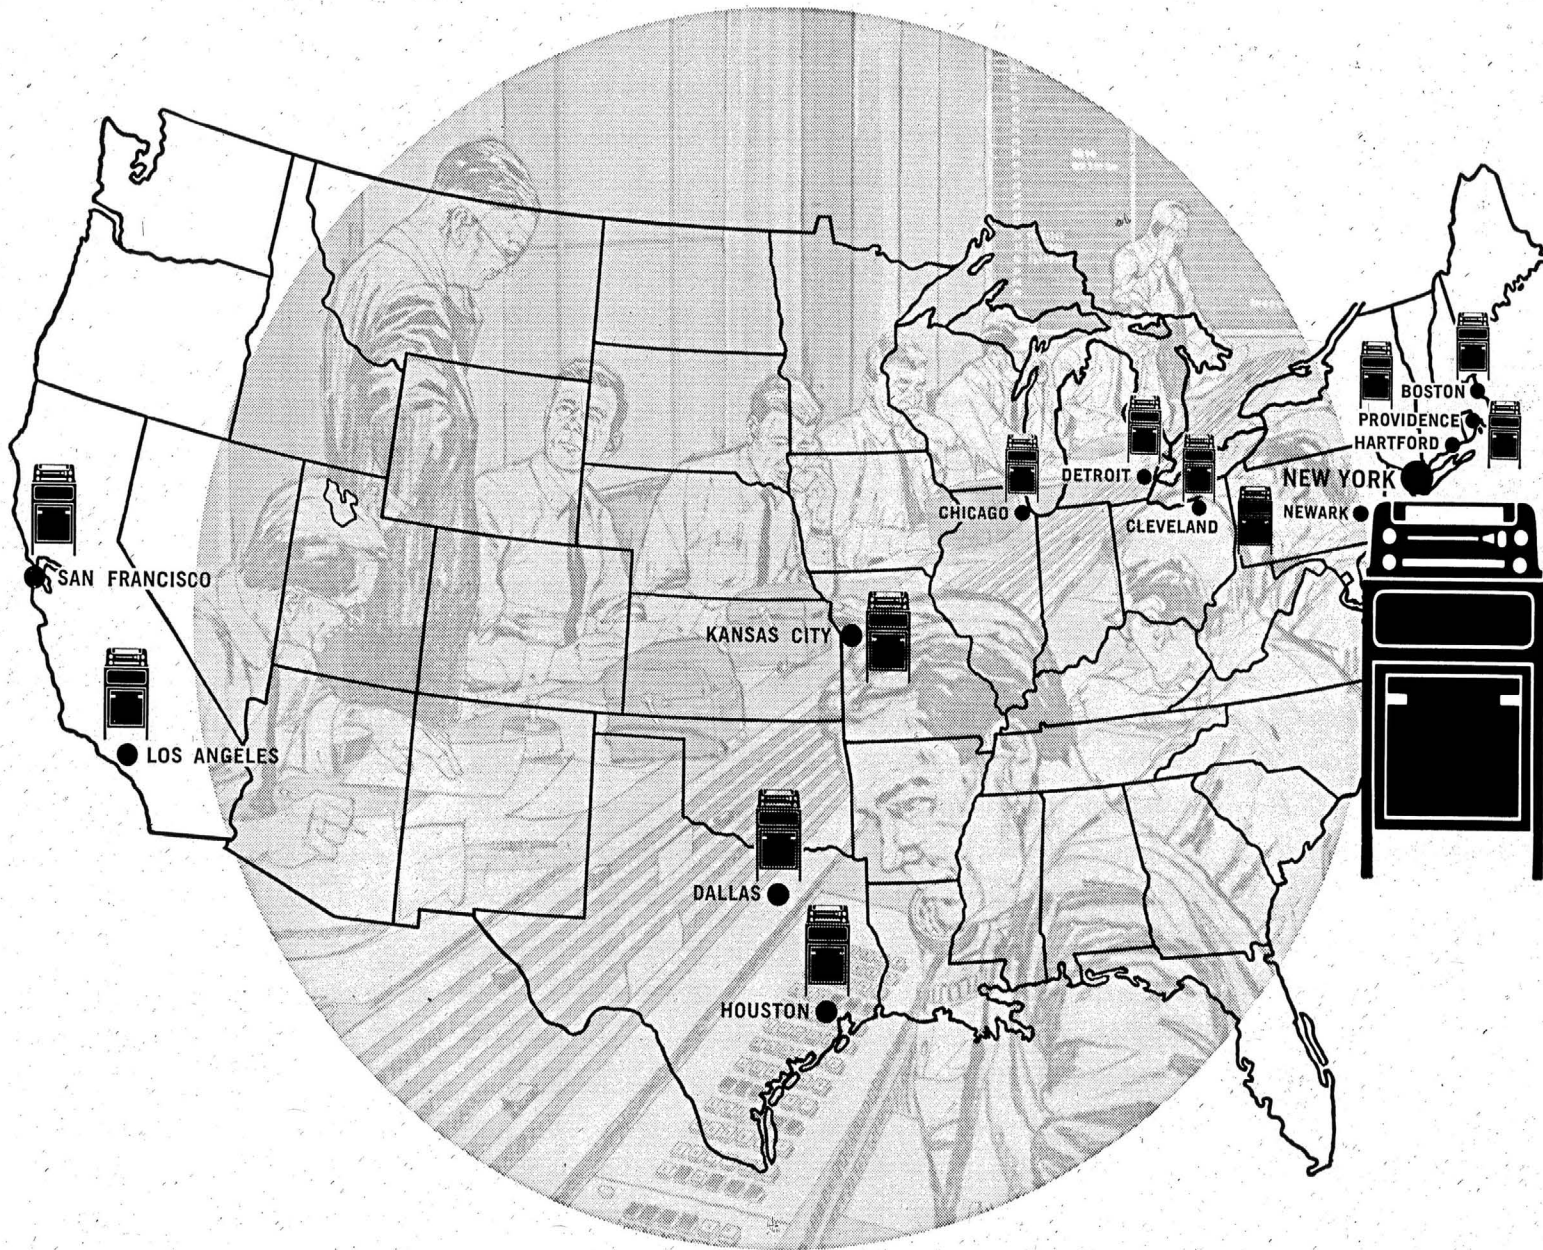 BOSTON
PROVIDENCE
HARTFORD
NEW YORK
DETROIT
CHICAGO
CLEVELAND
NEWARK
SAN FRANCISCO
KANSAS CITY
LOS ANGELES
DALLAS
HOUSTON